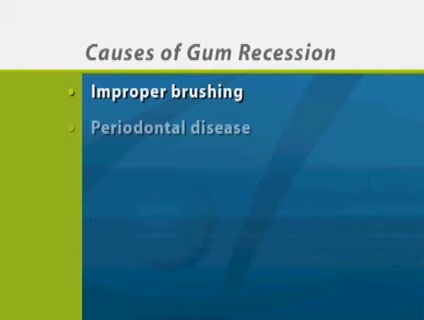 Causes of Gum Recession
• Improper brushing
• Periodontal disease